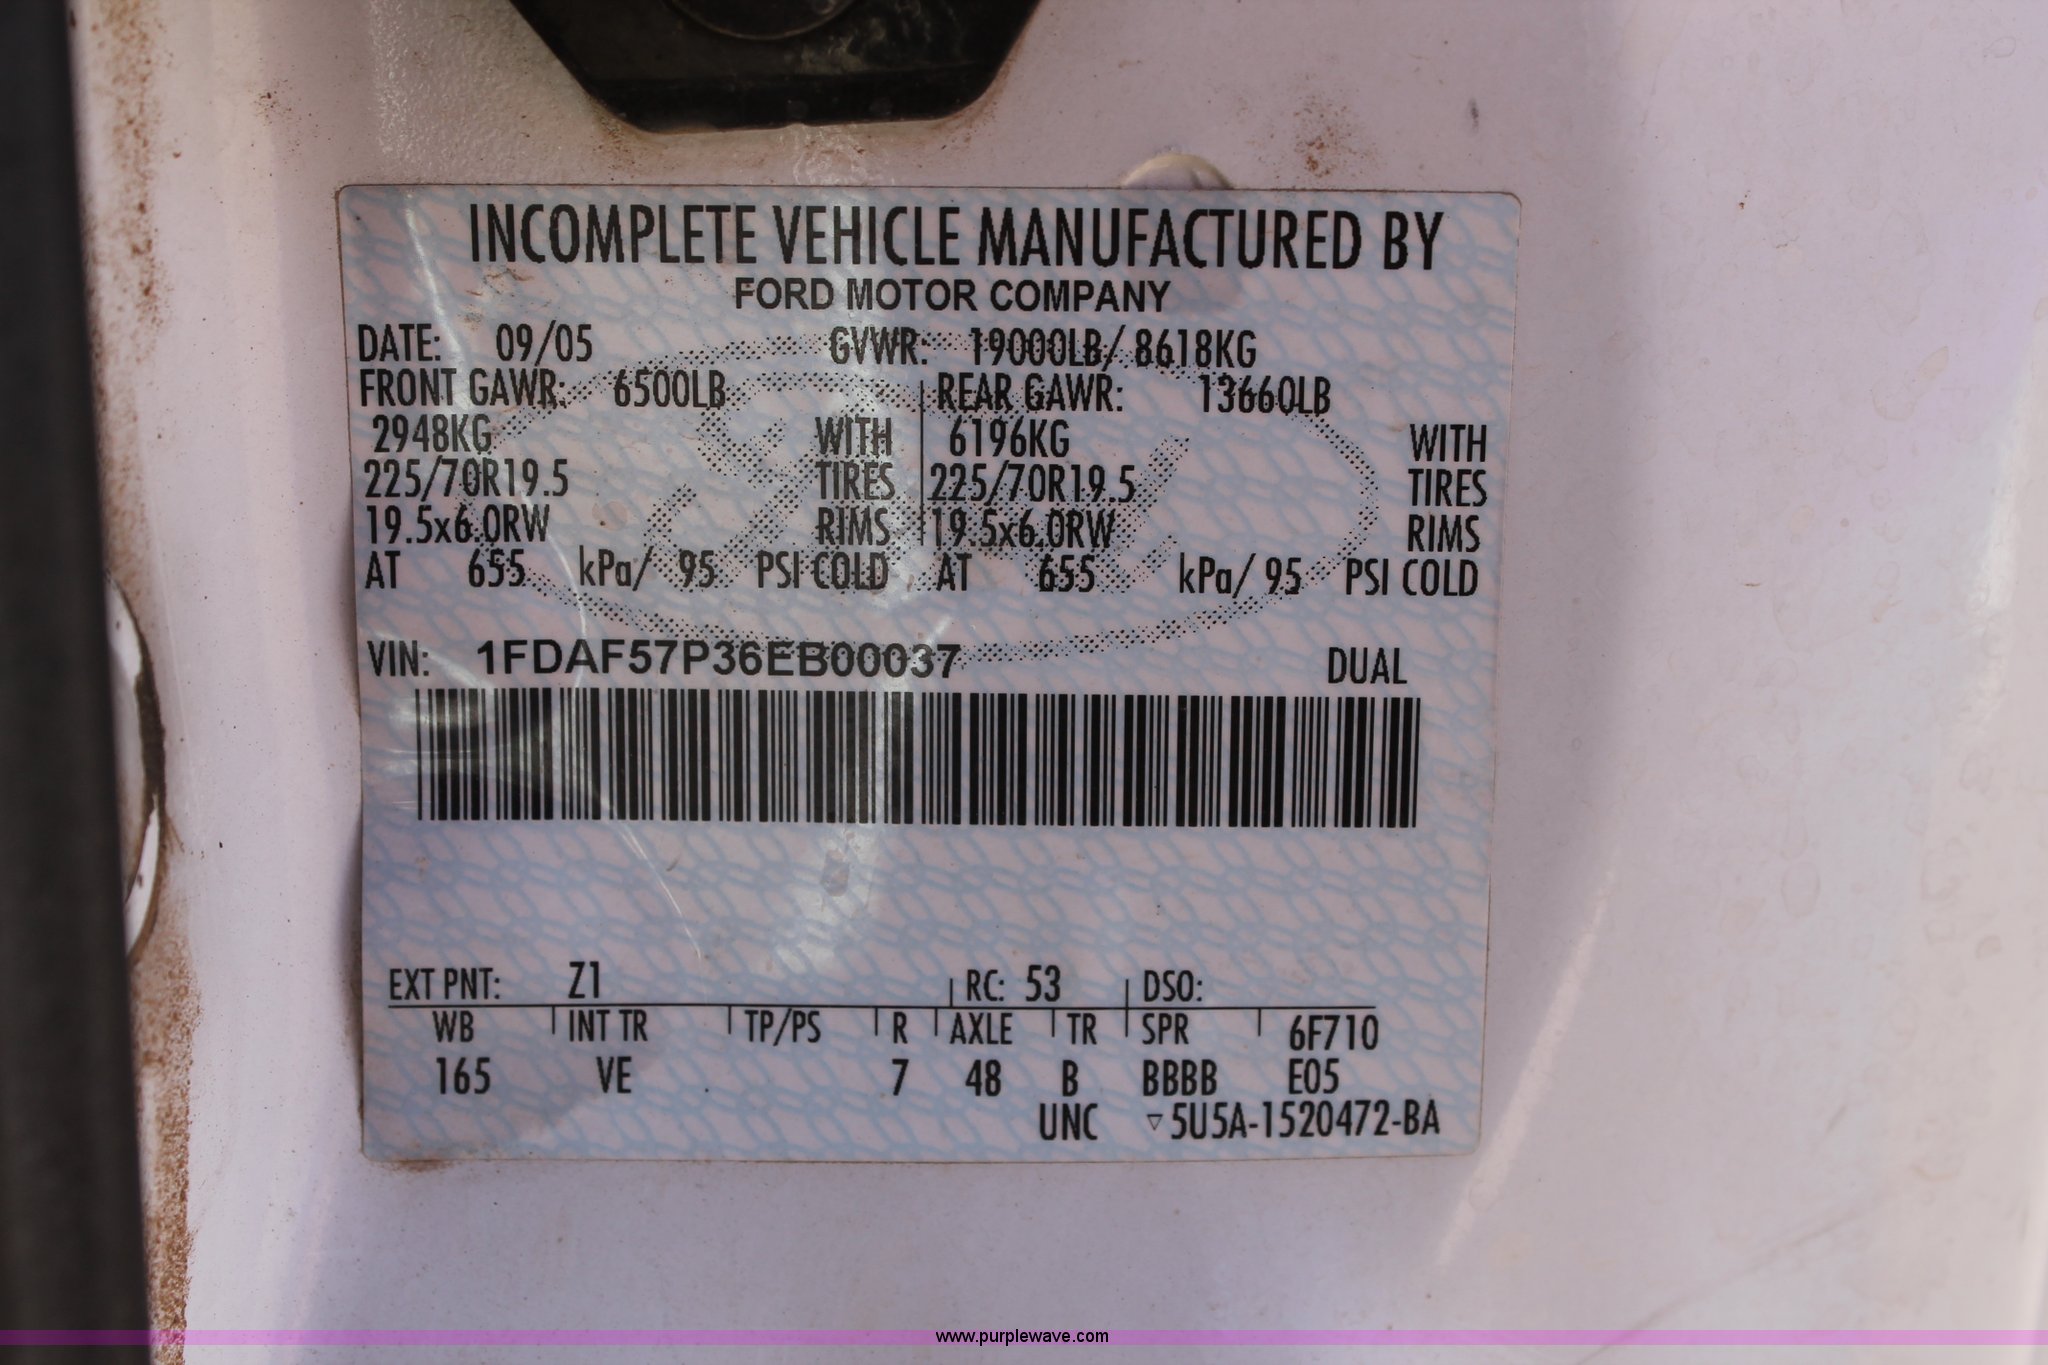 INCOMPLETE VEHICLE MANUFACTURED BY
FORD MOTOR COMPANY
DATE: 09/05 GVWR: 19000LB/ 8618KG
FRONT GAWR: 6500LB REAR GAWR: 13660LB
2948KG WITH 6196KG WITH
225/70R19.5 TIRES 225/70R19.5 TIRES
19.5x6.0RW RIMS 19.5x6.0RW RIMS
AT 655 kPa/ 95 PSI COLD AT 655 kPa/ 95 PSI COLD
VIN: 1FDAF57P36EB00037 DUAL
EXT PNT: Z1 RC: 53 DSO:
WB INT TR TP/PS R AXLE TR SPR 6F710
165 VE 7 48 B BBBB E05
UNC ▿5U5A-1520472-BA
www.purplewave.com